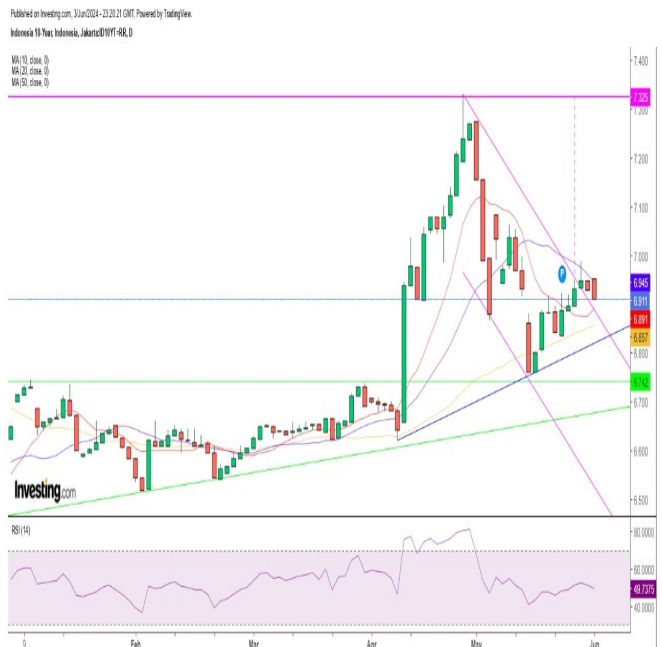 Published on Investing.com, 3/Jun/2024 - 23:20:21 GMT, Powered by TradingView.
Indonesia 10-Year, Indonesia, Jakarta:ID10YT=RR, D
MA (10, close, 0)
MA (20, close, 0)
MA (50, close, 0)
7.400
7.325
7.200
7.100
7.000
P
6.945
6.911
6.891
6.857
6.800
6.742
6.700
6.600
6.500
Investing.com
RSI (14)
80.0000
60.0000
49.7375
40.0000
9
Feb
Mar
Apr
May
Jun